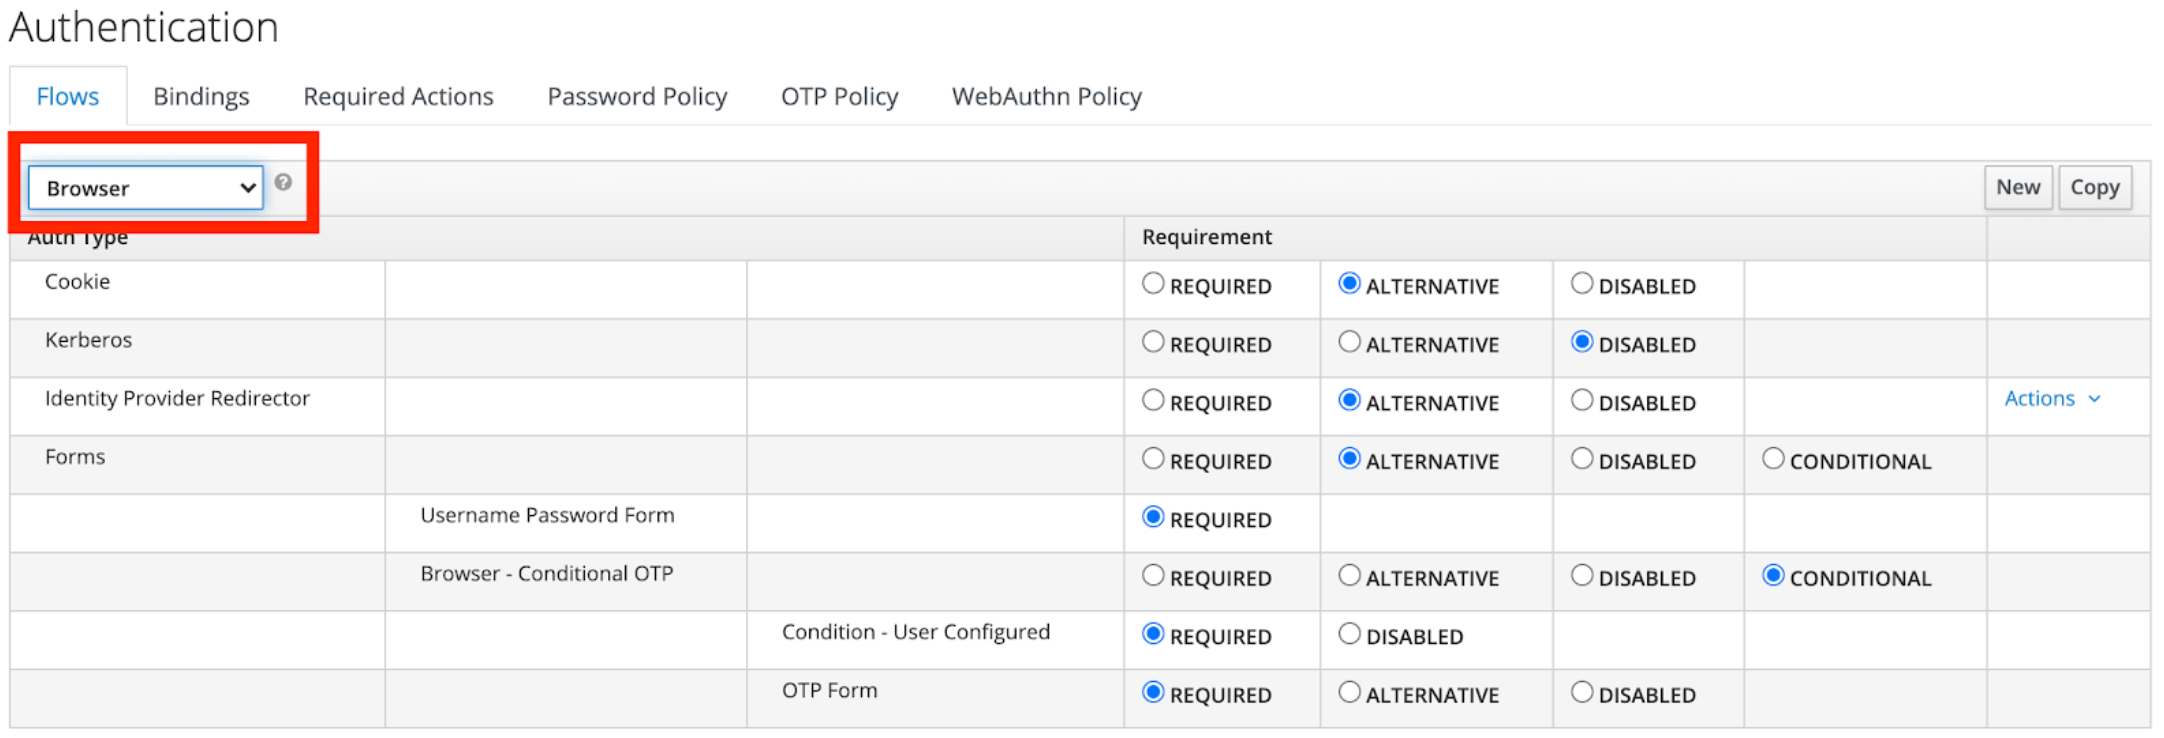 Authentication
Flows Bindings Required Actions Password Policy OTP Policy WebAuthn Policy
Browser ? New Copy
Auth Type Requirement
Cookie REQUIRED ALTERNATIVE DISABLED
Kerberos REQUIRED ALTERNATIVE DISABLED
Identity Provider Redirector REQUIRED ALTERNATIVE DISABLED Actions
Forms REQUIRED ALTERNATIVE DISABLED CONDITIONAL
Username Password Form REQUIRED
Browser - Conditional OTP REQUIRED ALTERNATIVE DISABLED CONDITIONAL
Condition - User Configured REQUIRED DISABLED
OTP Form REQUIRED ALTERNATIVE DISABLED